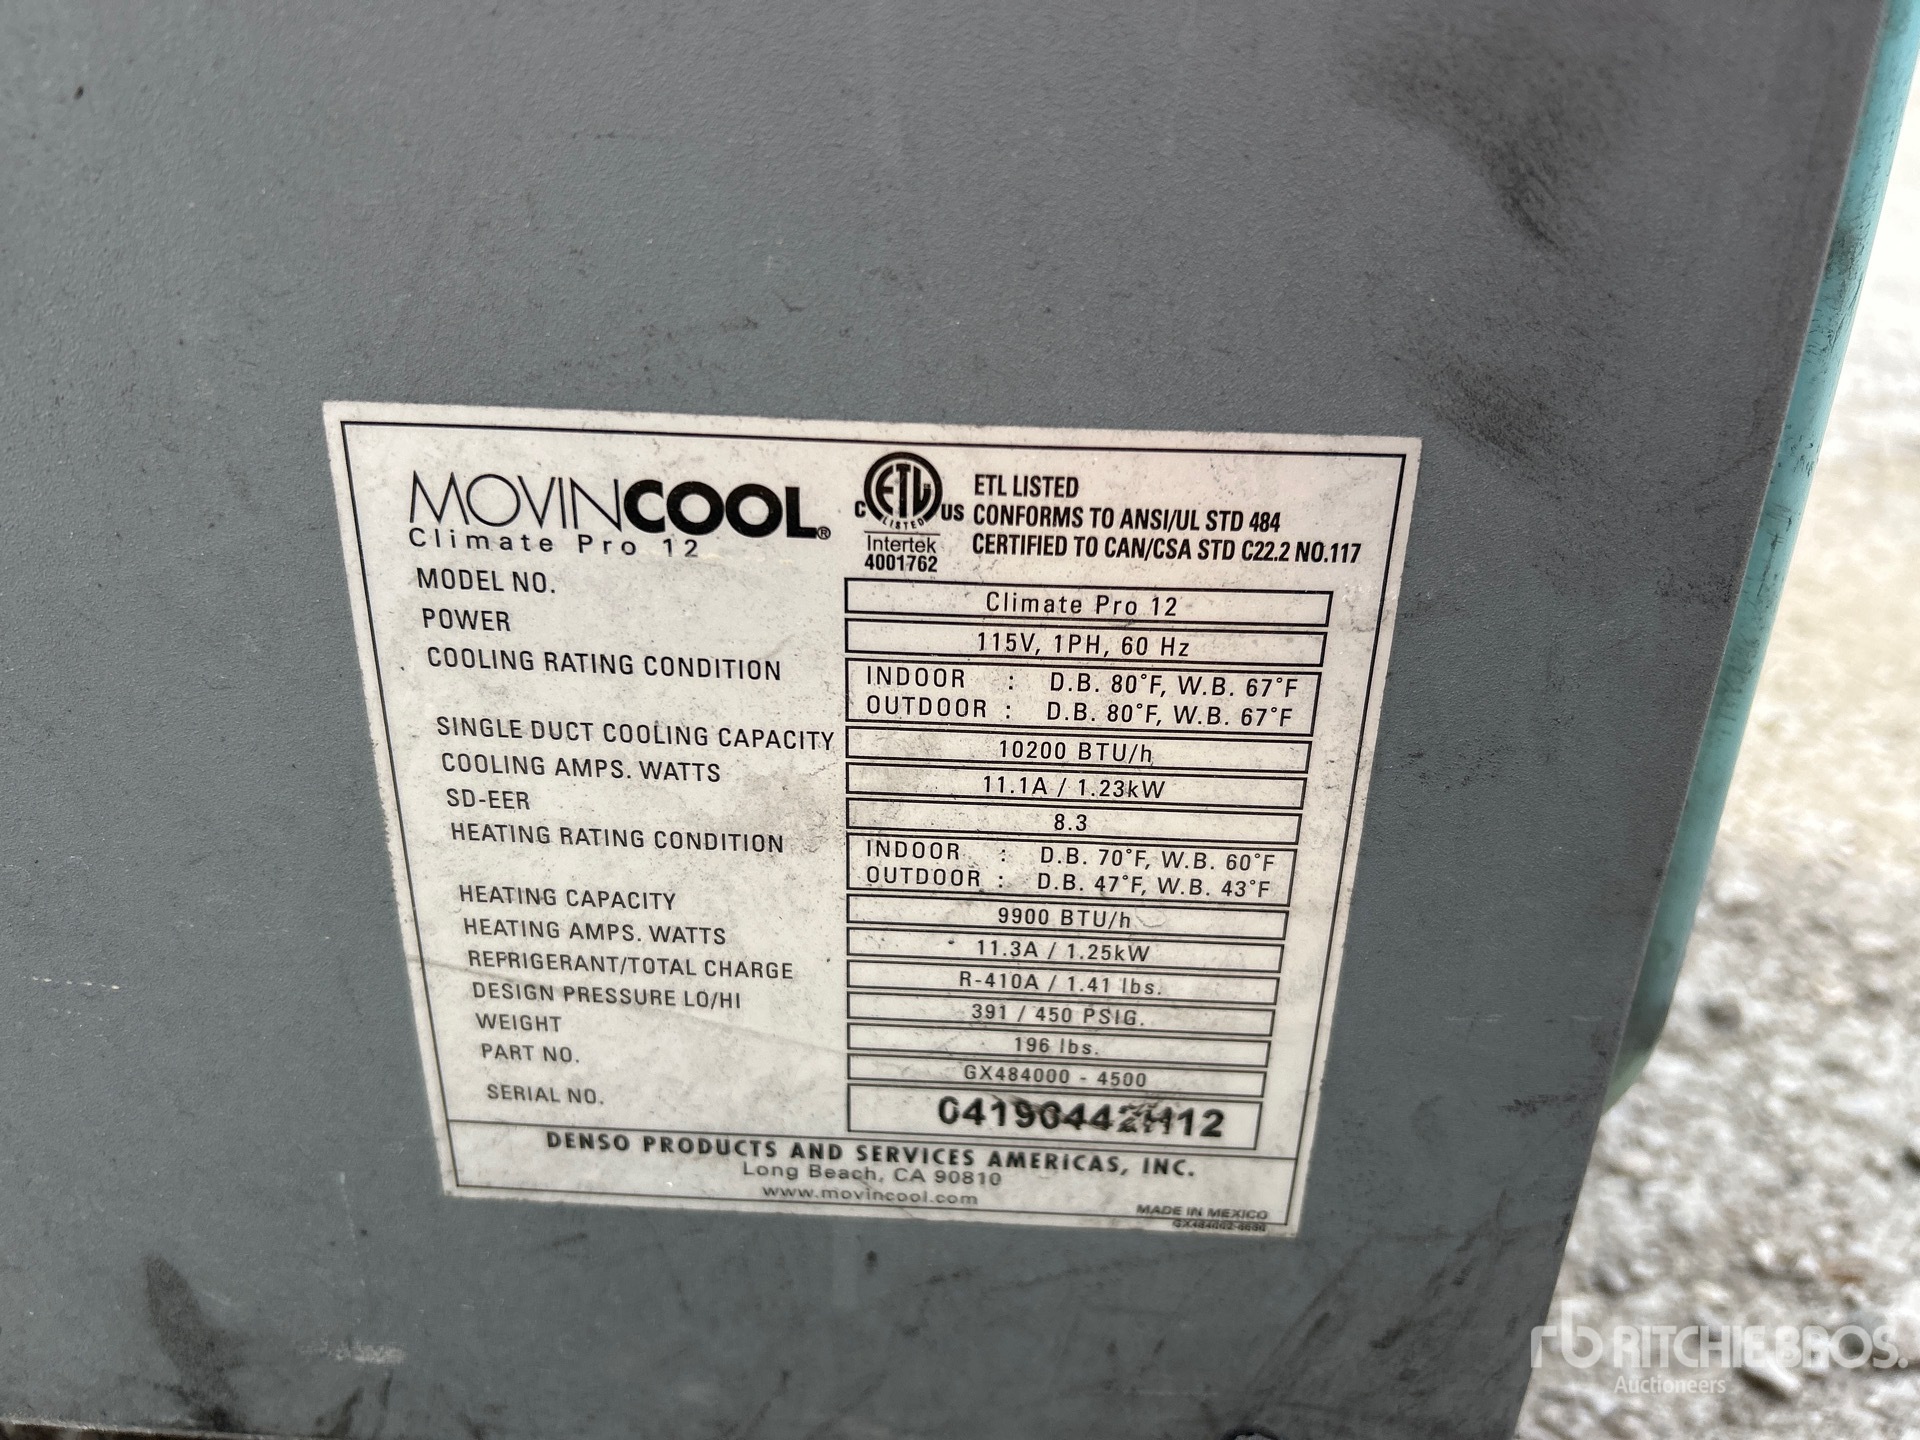 MOVINCOOL®
Climate Pro 12
C ETL US
LISTED
Intertek
4001762
ETL LISTED
CONFORMS TO ANSI/UL STD 484
CERTIFIED TO CAN/CSA STD C22.2 NO.117
MODEL NO. Climate Pro 12
POWER 115V, 1PH, 60 Hz
COOLING RATING CONDITION INDOOR : D.B. 80°F, W.B. 67°F
OUTDOOR : D.B. 80°F, W.B. 67°F
SINGLE DUCT COOLING CAPACITY 10200 BTU/h
COOLING AMPS. WATTS 11.1A / 1.23kW
SD-EER 8.3
HEATING RATING CONDITION INDOOR : D.B. 70°F, W.B. 60°F
OUTDOOR : D.B. 47°F, W.B. 43°F
HEATING CAPACITY 9900 BTU/h
HEATING AMPS. WATTS 11.3A / 1.25kW
REPRIGERANT/TOTAL CHARGE R-410A / 1.41 lbs.
DESIGN PRESSURE LO/HI 391 / 450 PSIG.
WEIGHT 196 lbs.
PART NO. GX484000 - 4500
SERIAL NO.
DENSO PRODUCTS AND SERVICES AMERICAS, INC.
Long Beach, CA 90810
www.movincool.com
MADE IN MEXICO
rb RITCHIE BROS.
Auctioneers